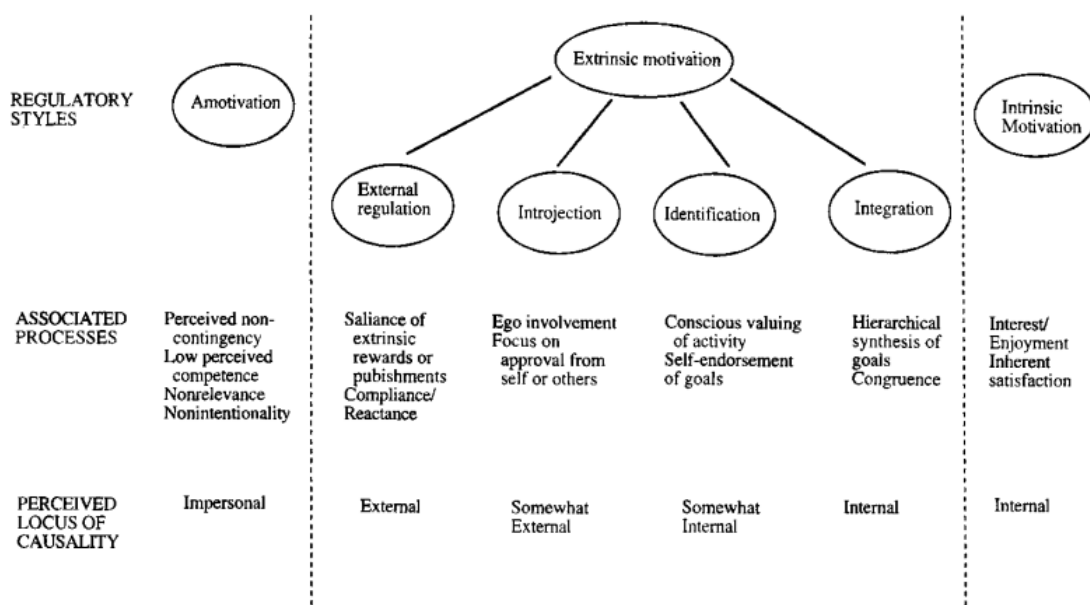 Extrinsic motivation
REGULATORY
STYLES
Amotivation
Intrinsic
Motivation
External
regulation
Introjection
Identification
Integration
ASSOCIATED
PROCESSES
Perceived non-
contingency
Low perceived
competence
Nonrelevance
Nonintentionality
Saliance of
extrinsic
rewards or
pubishments
Compliance/
Reactance
Ego involvement
Focus on
approval from
self or others
Conscious valuing
of activity
Self-endorsement
of goals
Hierarchical
synthesis of
goals
Congruence
Interest/
Enjoyment
Inherent
satisfaction
PERCEIVED
LOCUS OF
CAUSALITY
Impersonal
External
Somewhat
External
Somewhat
Internal
Internal
Internal